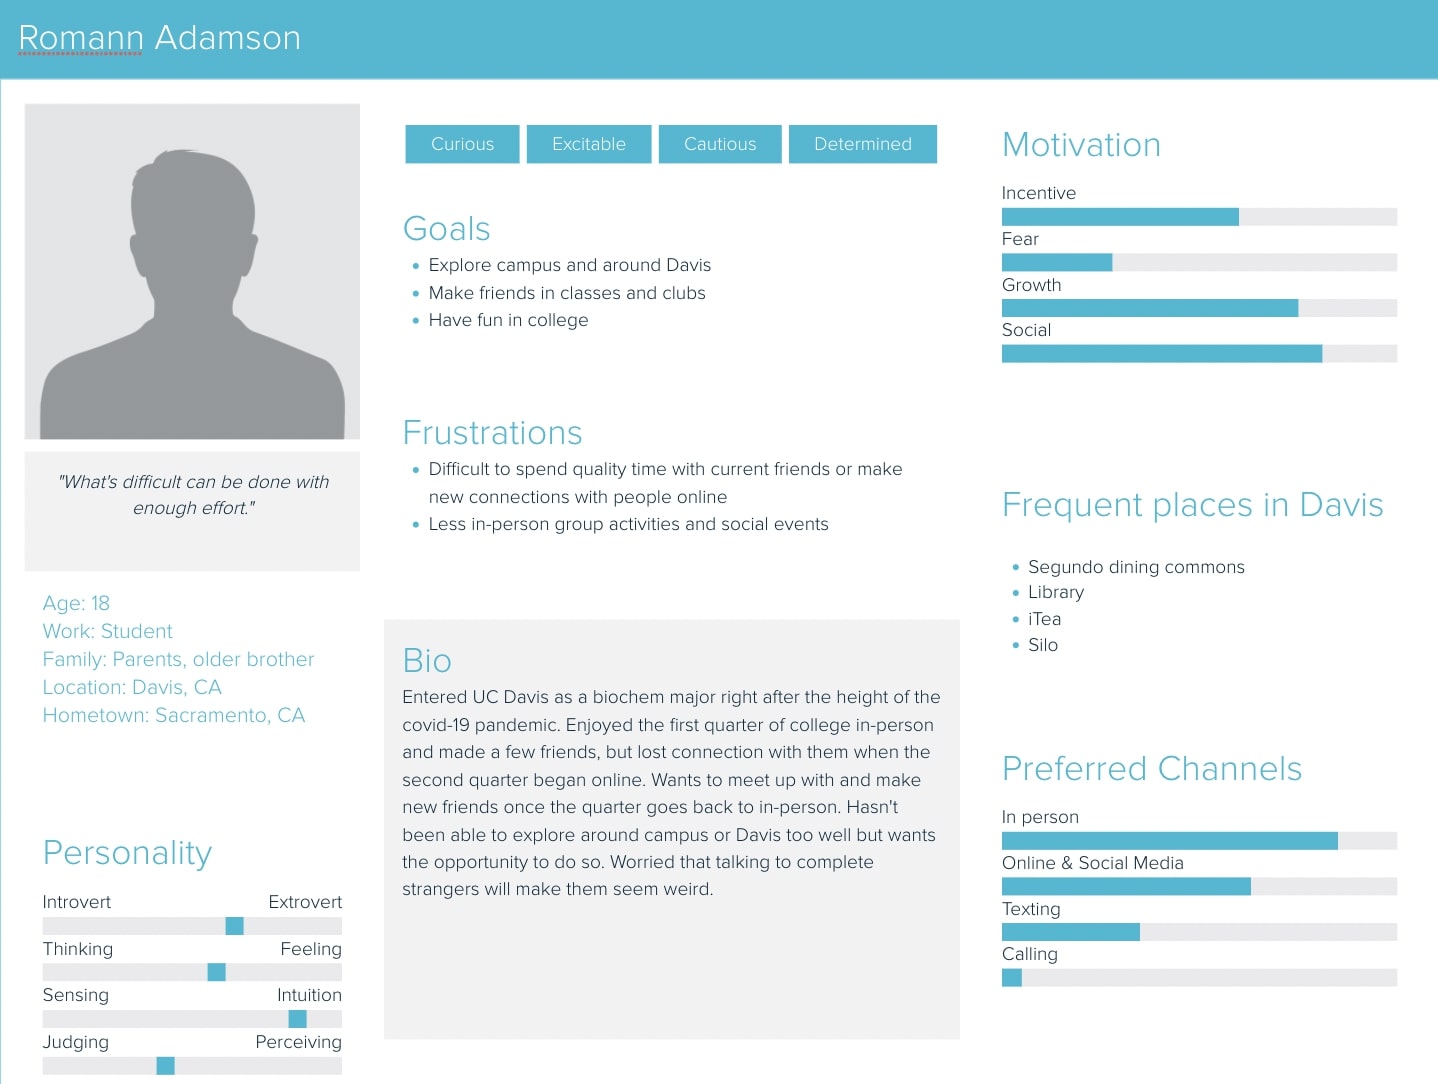 Romann Adamson
"What's difficult can be done with
enough effort."
Age: 18
Work: Student
Family: Parents, older brother
Location: Davis, CA
Hometown: Sacramento, CA
Personality
Introvert Extrovert
Thinking Feeling
Sensing Intuition
Judging Perceiving
Curious Excitable Cautious Determined
Goals
Explore campus and around Davis
Make friends in classes and clubs
Have fun in college
Frustrations
Difficult to spend quality time with current friends or make
new connections with people online
Less in-person group activities and social events
Bio
Entered UC Davis as a biochem major right after the height of the
covid-19 pandemic. Enjoyed the first quarter of college in-person
and made a few friends, but lost connection with them when the
second quarter began online. Wants to meet up with and make
new friends once the quarter goes back to in-person. Hasn't
been able to explore around campus or Davis too well but wants
the opportunity to do so. Worried that talking to complete
strangers will make them seem weird.
Motivation
Incentive
Fear
Growth
Social
Frequent places in Davis
Segundo dining commons
Library
iTea
Silo
Preferred Channels
In person
Online & Social Media
Texting
Calling